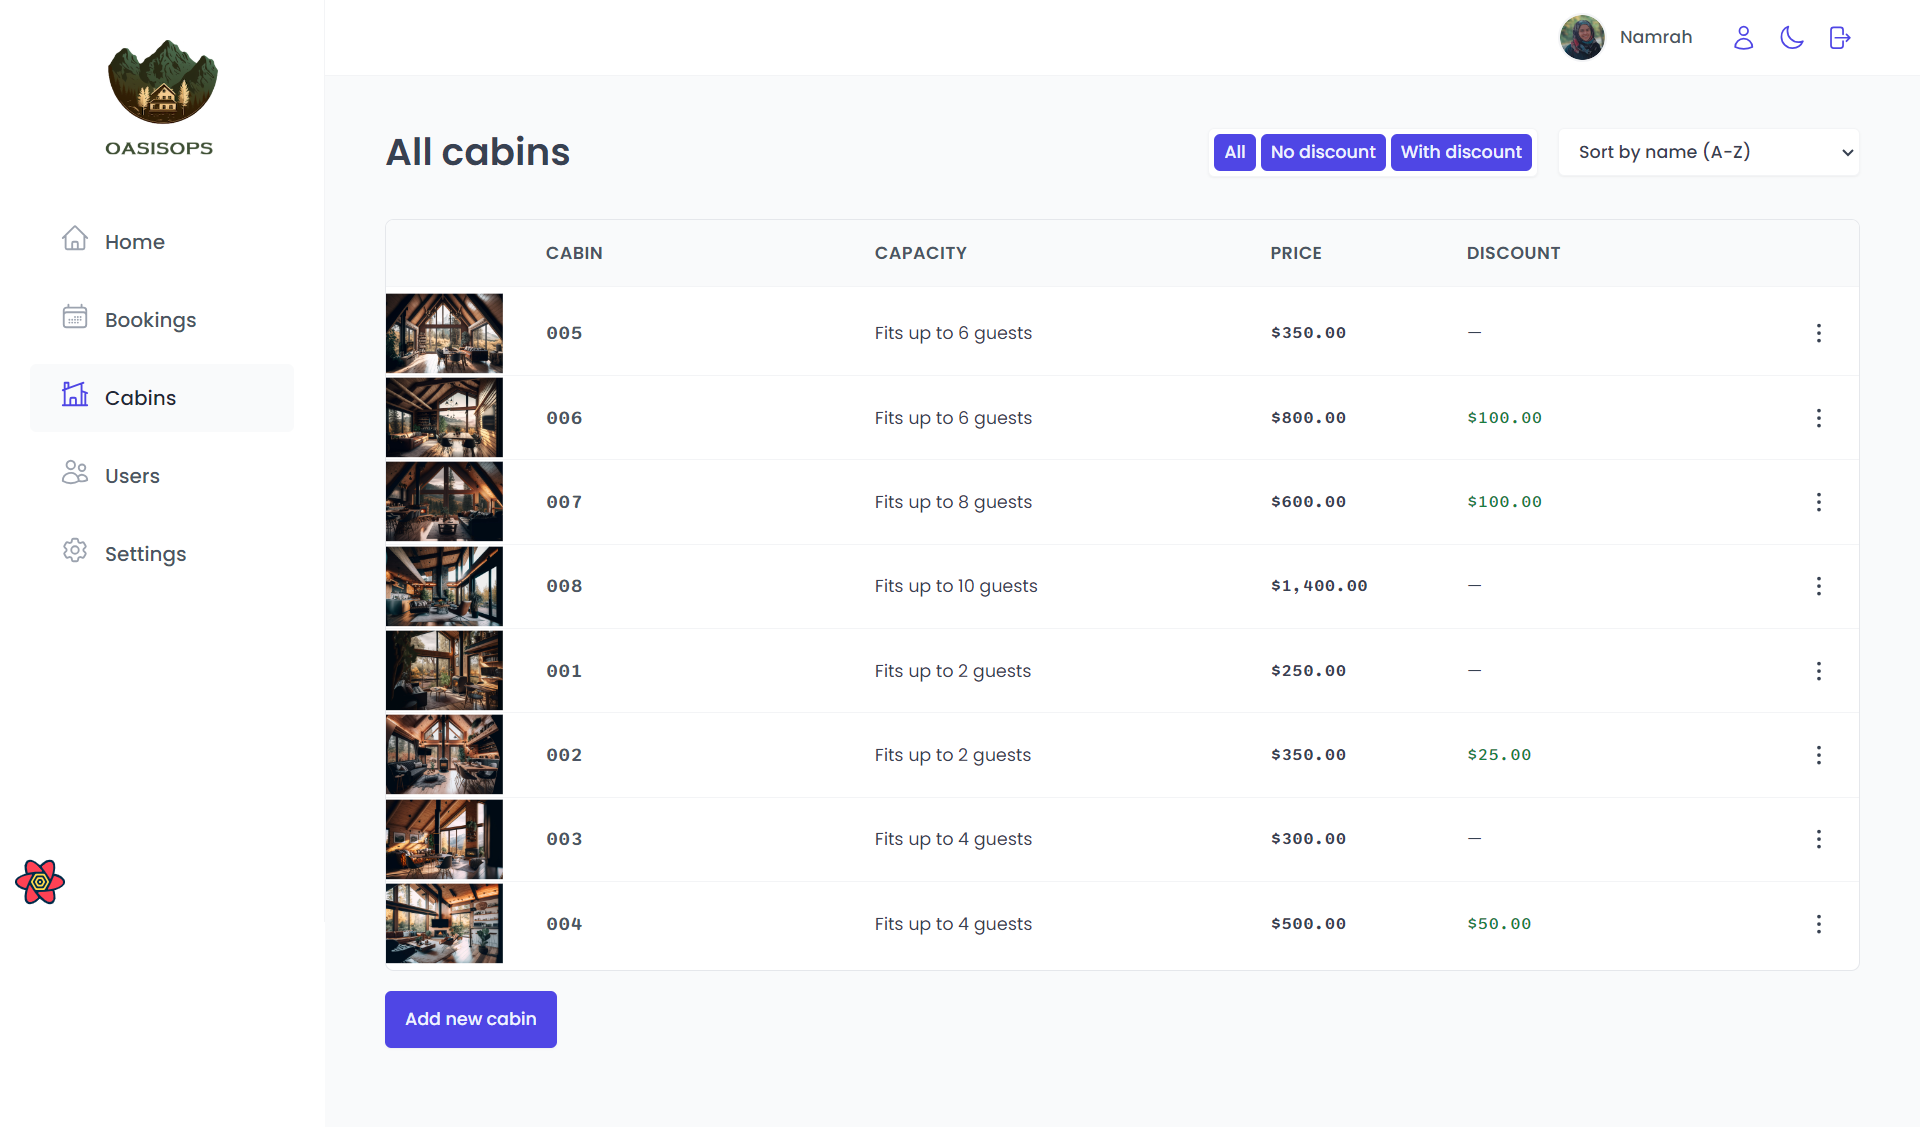 OASISOPS
Home
Bookings
Cabins
Users
Settings
Namrah
All cabins
All No discount With discount
Sort by name (A-Z)
CABIN CAPACITY PRICE DISCOUNT
005 Fits up to 6 guests $350.00 —
006 Fits up to 6 guests $800.00 $100.00
007 Fits up to 8 guests $600.00 $100.00
008 Fits up to 10 guests $1,400.00 —
001 Fits up to 2 guests $250.00 —
002 Fits up to 2 guests $350.00 $25.00
003 Fits up to 4 guests $300.00 —
004 Fits up to 4 guests $500.00 $50.00
Add new cabin